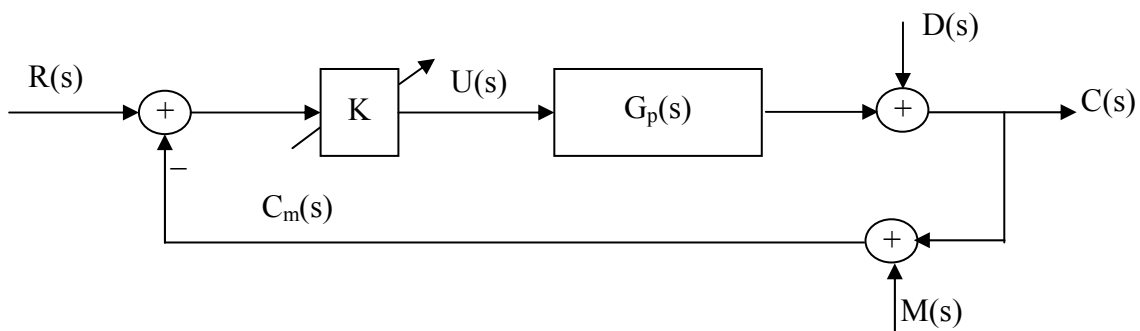 D(s)
R(s)
+
K
U(s)
Gp(s)
+
C(s)
–
Cm(s)
+
M(s)